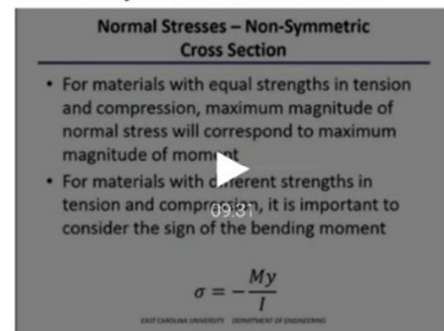 Normal Stresses – Non-Symmetric
Cross Section
• For materials with equal strengths in tension
and compression, maximum magnitude of
normal stress will correspond to maximum
magnitude of moment
• For materials with different strengths in
tension and compression, it is important to
consider the sign of the bending moment
09:31
σ = − My / I
EAST CAROLINA UNIVERSITY DEPARTMENT OF ENGINEERING